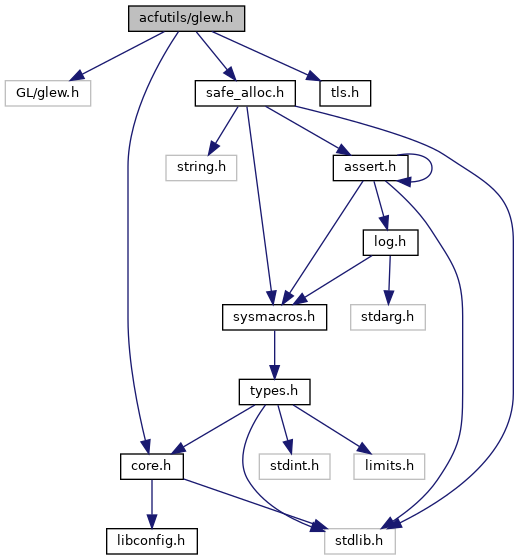 acfutils/glew.h
GL/glew.h
safe_alloc.h
tls.h
string.h
assert.h
log.h
sysmacros.h
stdarg.h
types.h
core.h
stdint.h
limits.h
libconfig.h
stdlib.h